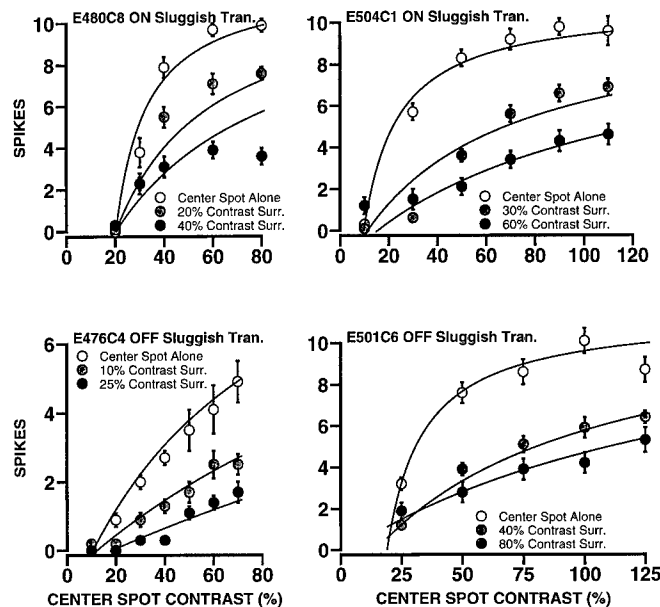 E480C8 ON Sluggish Tran.
10
8
6
4
2
0
SPIKES
Center Spot Alone
20% Contrast Surr.
40% Contrast Surr.
0 20 40 60 80
E504C1 ON Sluggish Tran.
10
8
6
4
2
0
Center Spot Alone
30% Contrast Surr.
60% Contrast Surr.
0 30 60 90 120
E476C4 OFF Sluggish Tran.
Center Spot Alone
10% Contrast Surr.
25% Contrast Surr.
6
4
2
0
SPIKES
0 20 40 60 80
CENTER SPOT CONTRAST (%)
E501C6 OFF Sluggish Tran.
10
8
6
4
2
0
Center Spot Alone
40% Contrast Surr.
80% Contrast Surr.
0 25 50 75 100 125
CENTER SPOT CONTRAST (%)